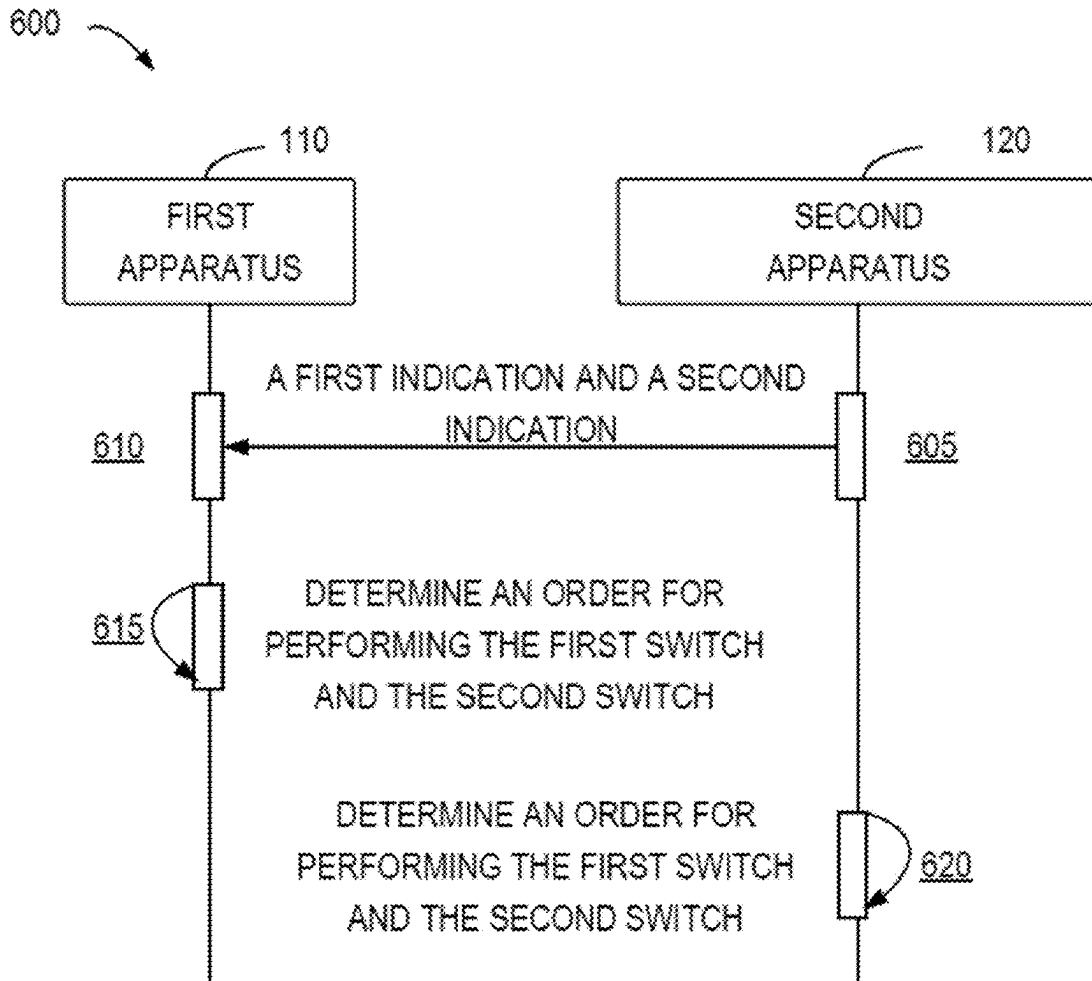 600
110
120
FIRST
APPARATUS
SECOND
APPARATUS
A FIRST INDICATION AND A SECOND
INDICATION
610
605
615
DETERMINE AN ORDER FOR
PERFORMING THE FIRST SWITCH
AND THE SECOND SWITCH
DETERMINE AN ORDER FOR
PERFORMING THE FIRST SWITCH
AND THE SECOND SWITCH
620